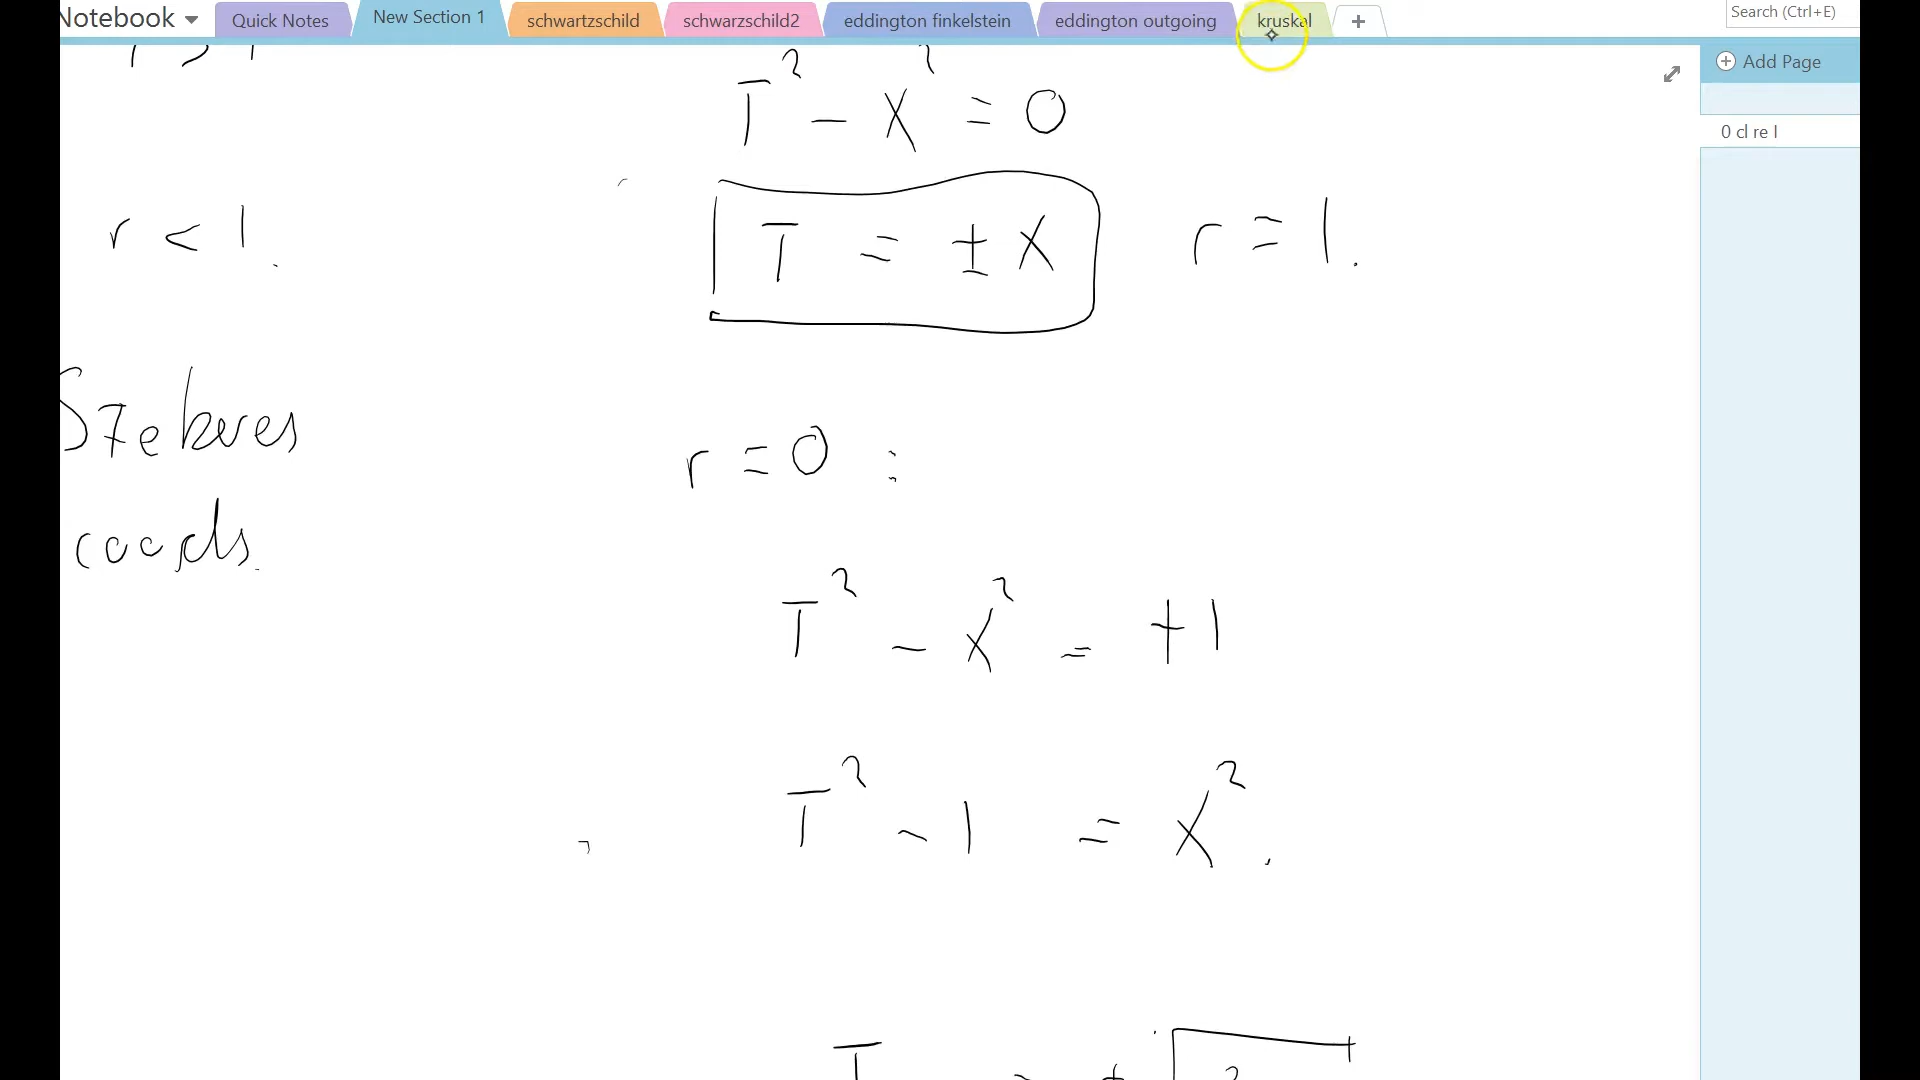 Notebook Quick Notes New Section 1 schwartzschild schwarzschild2 eddington finkelstein eddington outgoing kruskal + Search (Ctrl+E)
Add Page
0 cl re l
T² - X² = 0
r < 1.
T = ± X r = 1.
r = 0 :
coords.
T² - X² = +1
T² - 1 = X².